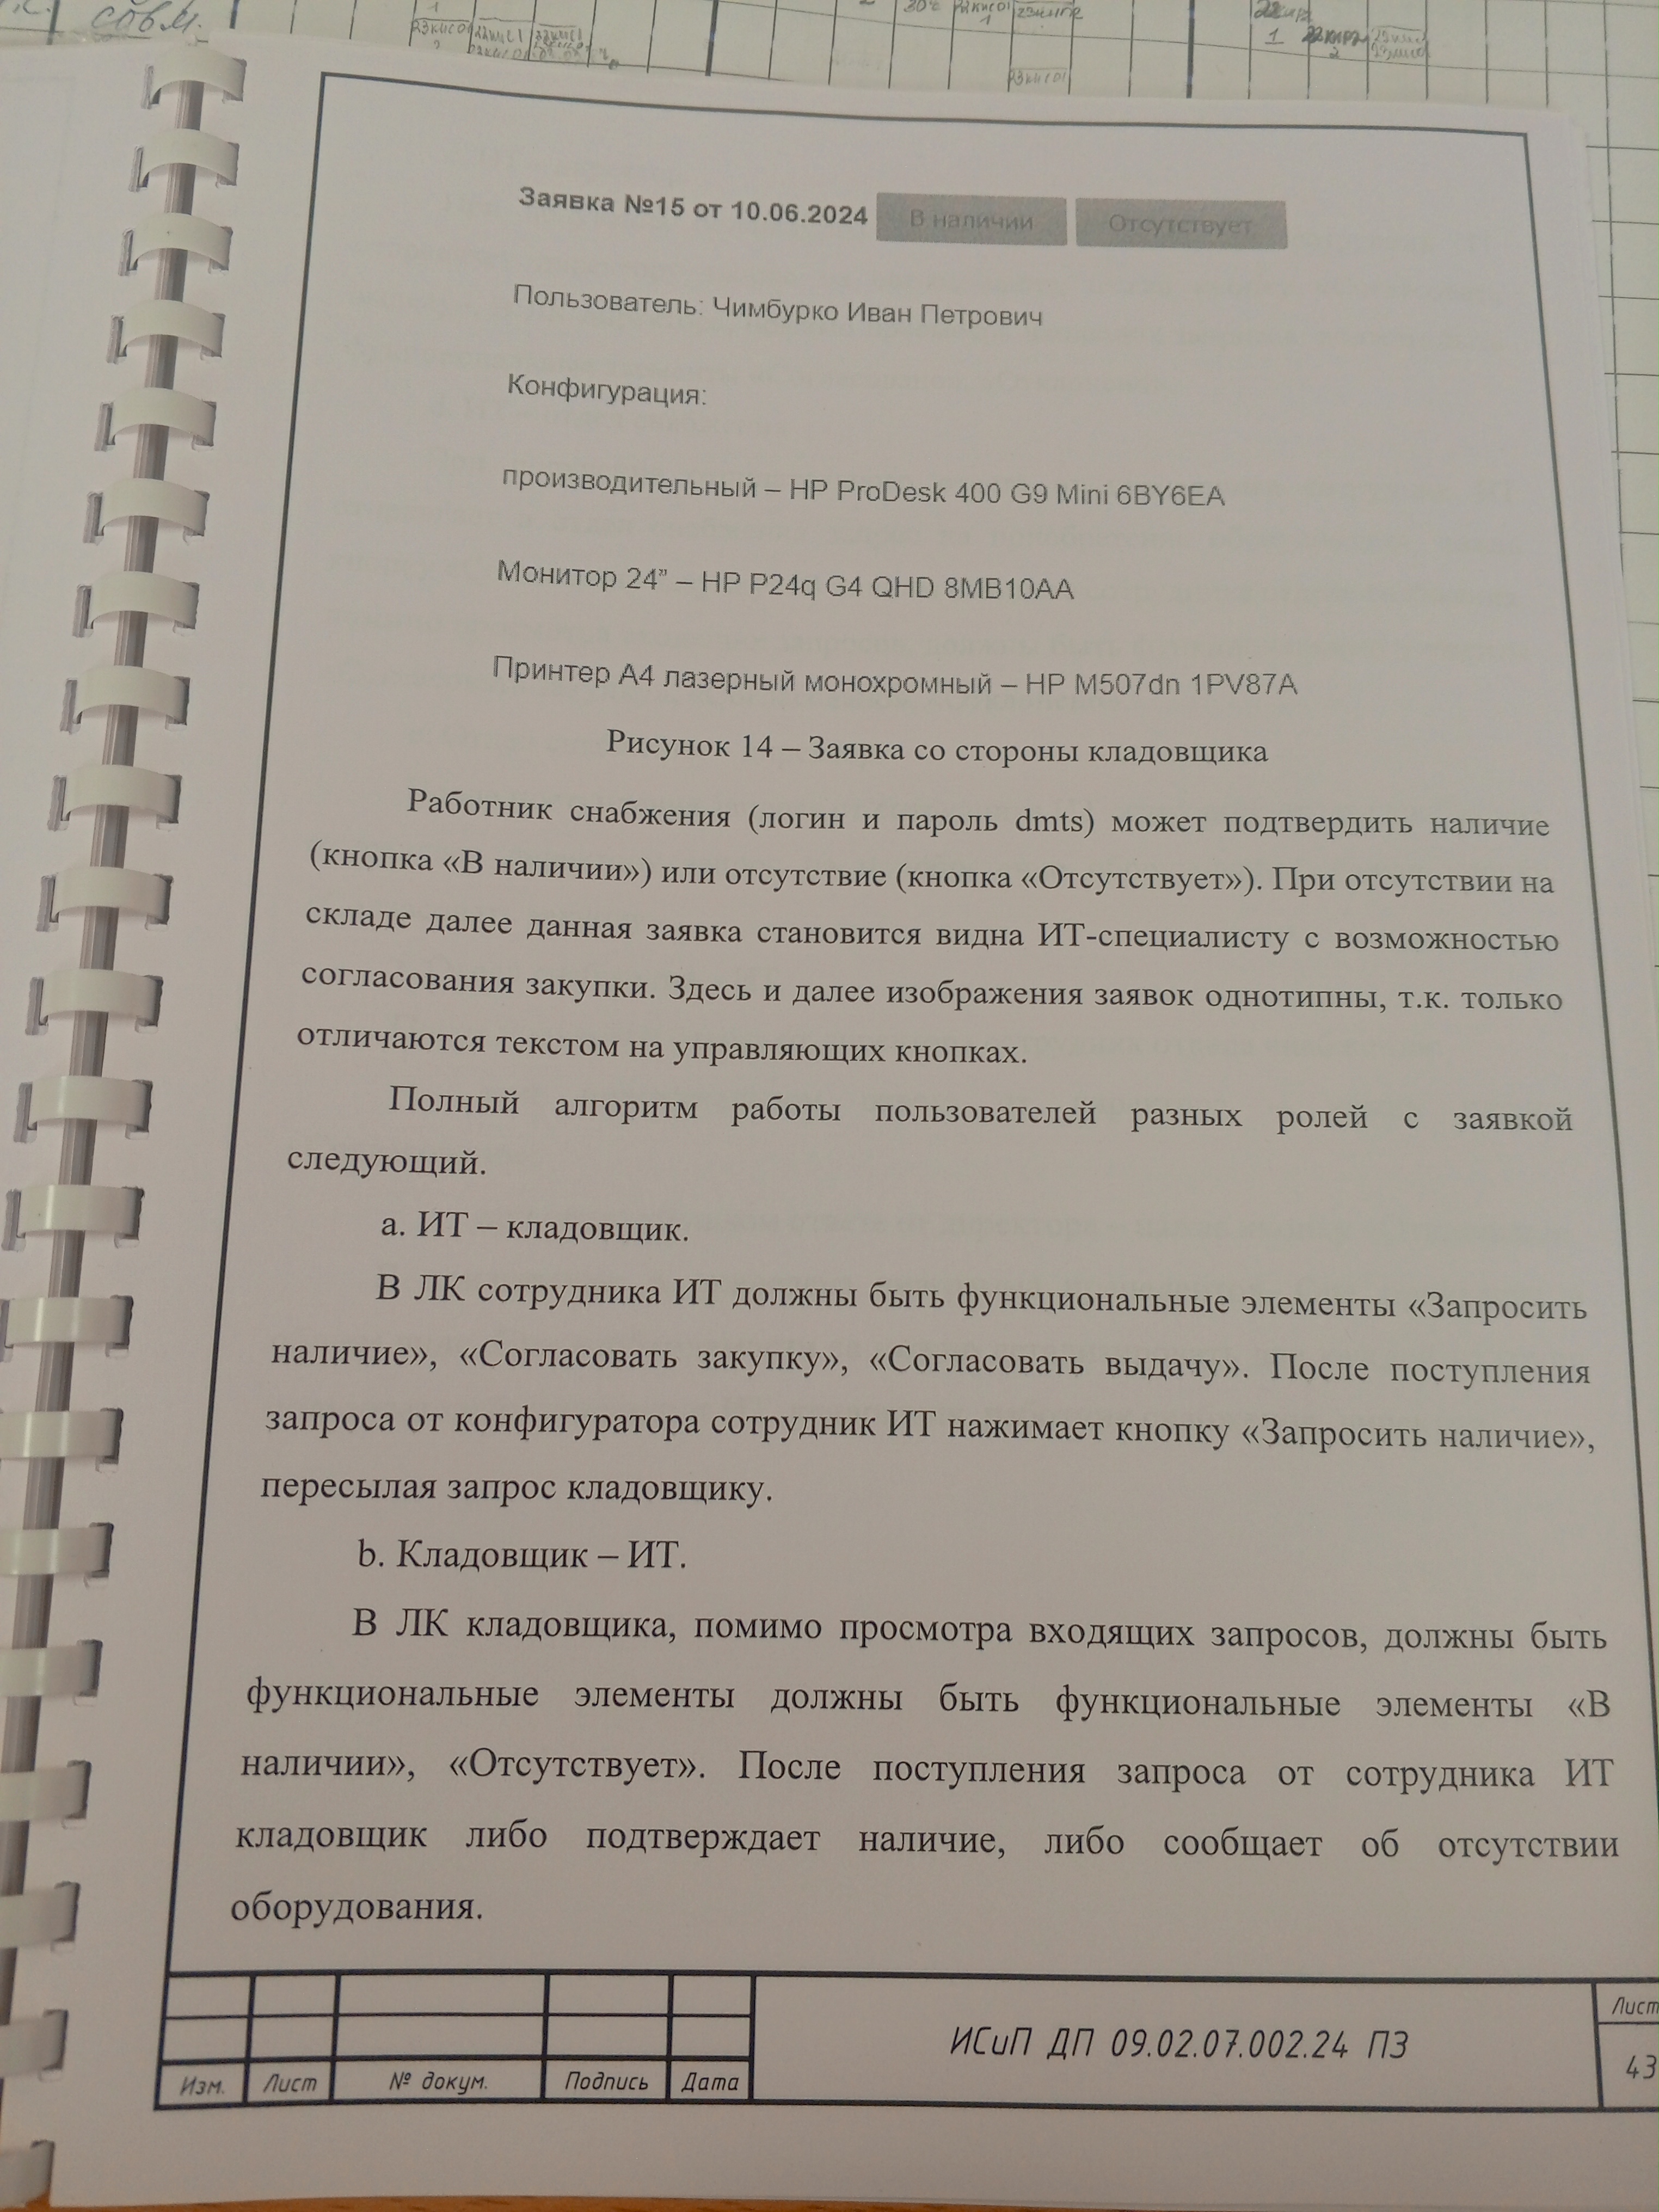 совм.
Заявка №15 от 10.06.2024 В наличии Отсутствует
Пользователь: Чимбурко Иван Петрович
Конфигурация:
производительный – HP ProDesk 400 G9 Mini 6BY6EA
Монитор 24” – HP P24q G4 QHD 8MB10AA
Принтер А4 лазерный монохромный – HP M507dn 1PV87A
Рисунок 14 – Заявка со стороны кладовщика
Работник снабжения (логин и пароль dmts) может подтвердить наличие
(кнопка «В наличии») или отсутствие (кнопка «Отсутствует»). При отсутствии на
складе далее данная заявка становится видна ИТ-специалисту с возможностью
согласования закупки. Здесь и далее изображения заявок однотипны, т.к. только
отличаются текстом на управляющих кнопках.
Полный алгоритм работы пользователей разных ролей с заявкой
следующий.
a. ИТ – кладовщик.
В ЛК сотрудника ИТ должны быть функциональные элементы «Запросить
наличие», «Согласовать закупку», «Согласовать выдачу». После поступления
запроса от конфигуратора сотрудник ИТ нажимает кнопку «Запросить наличие»,
пересылая запрос кладовщику.
b. Кладовщик – ИТ.
В ЛК кладовщика, помимо просмотра входящих запросов, должны быть
функциональные элементы должны быть функциональные элементы «В
наличии», «Отсутствует». После поступления запроса от сотрудника ИТ
кладовщик либо подтверждает наличие, либо сообщает об отсутствии
оборудования.
ИСиП ДП 09.02.07.002.24 ПЗ
Лист
43
Изм. Лист № докум. Подпись Дата